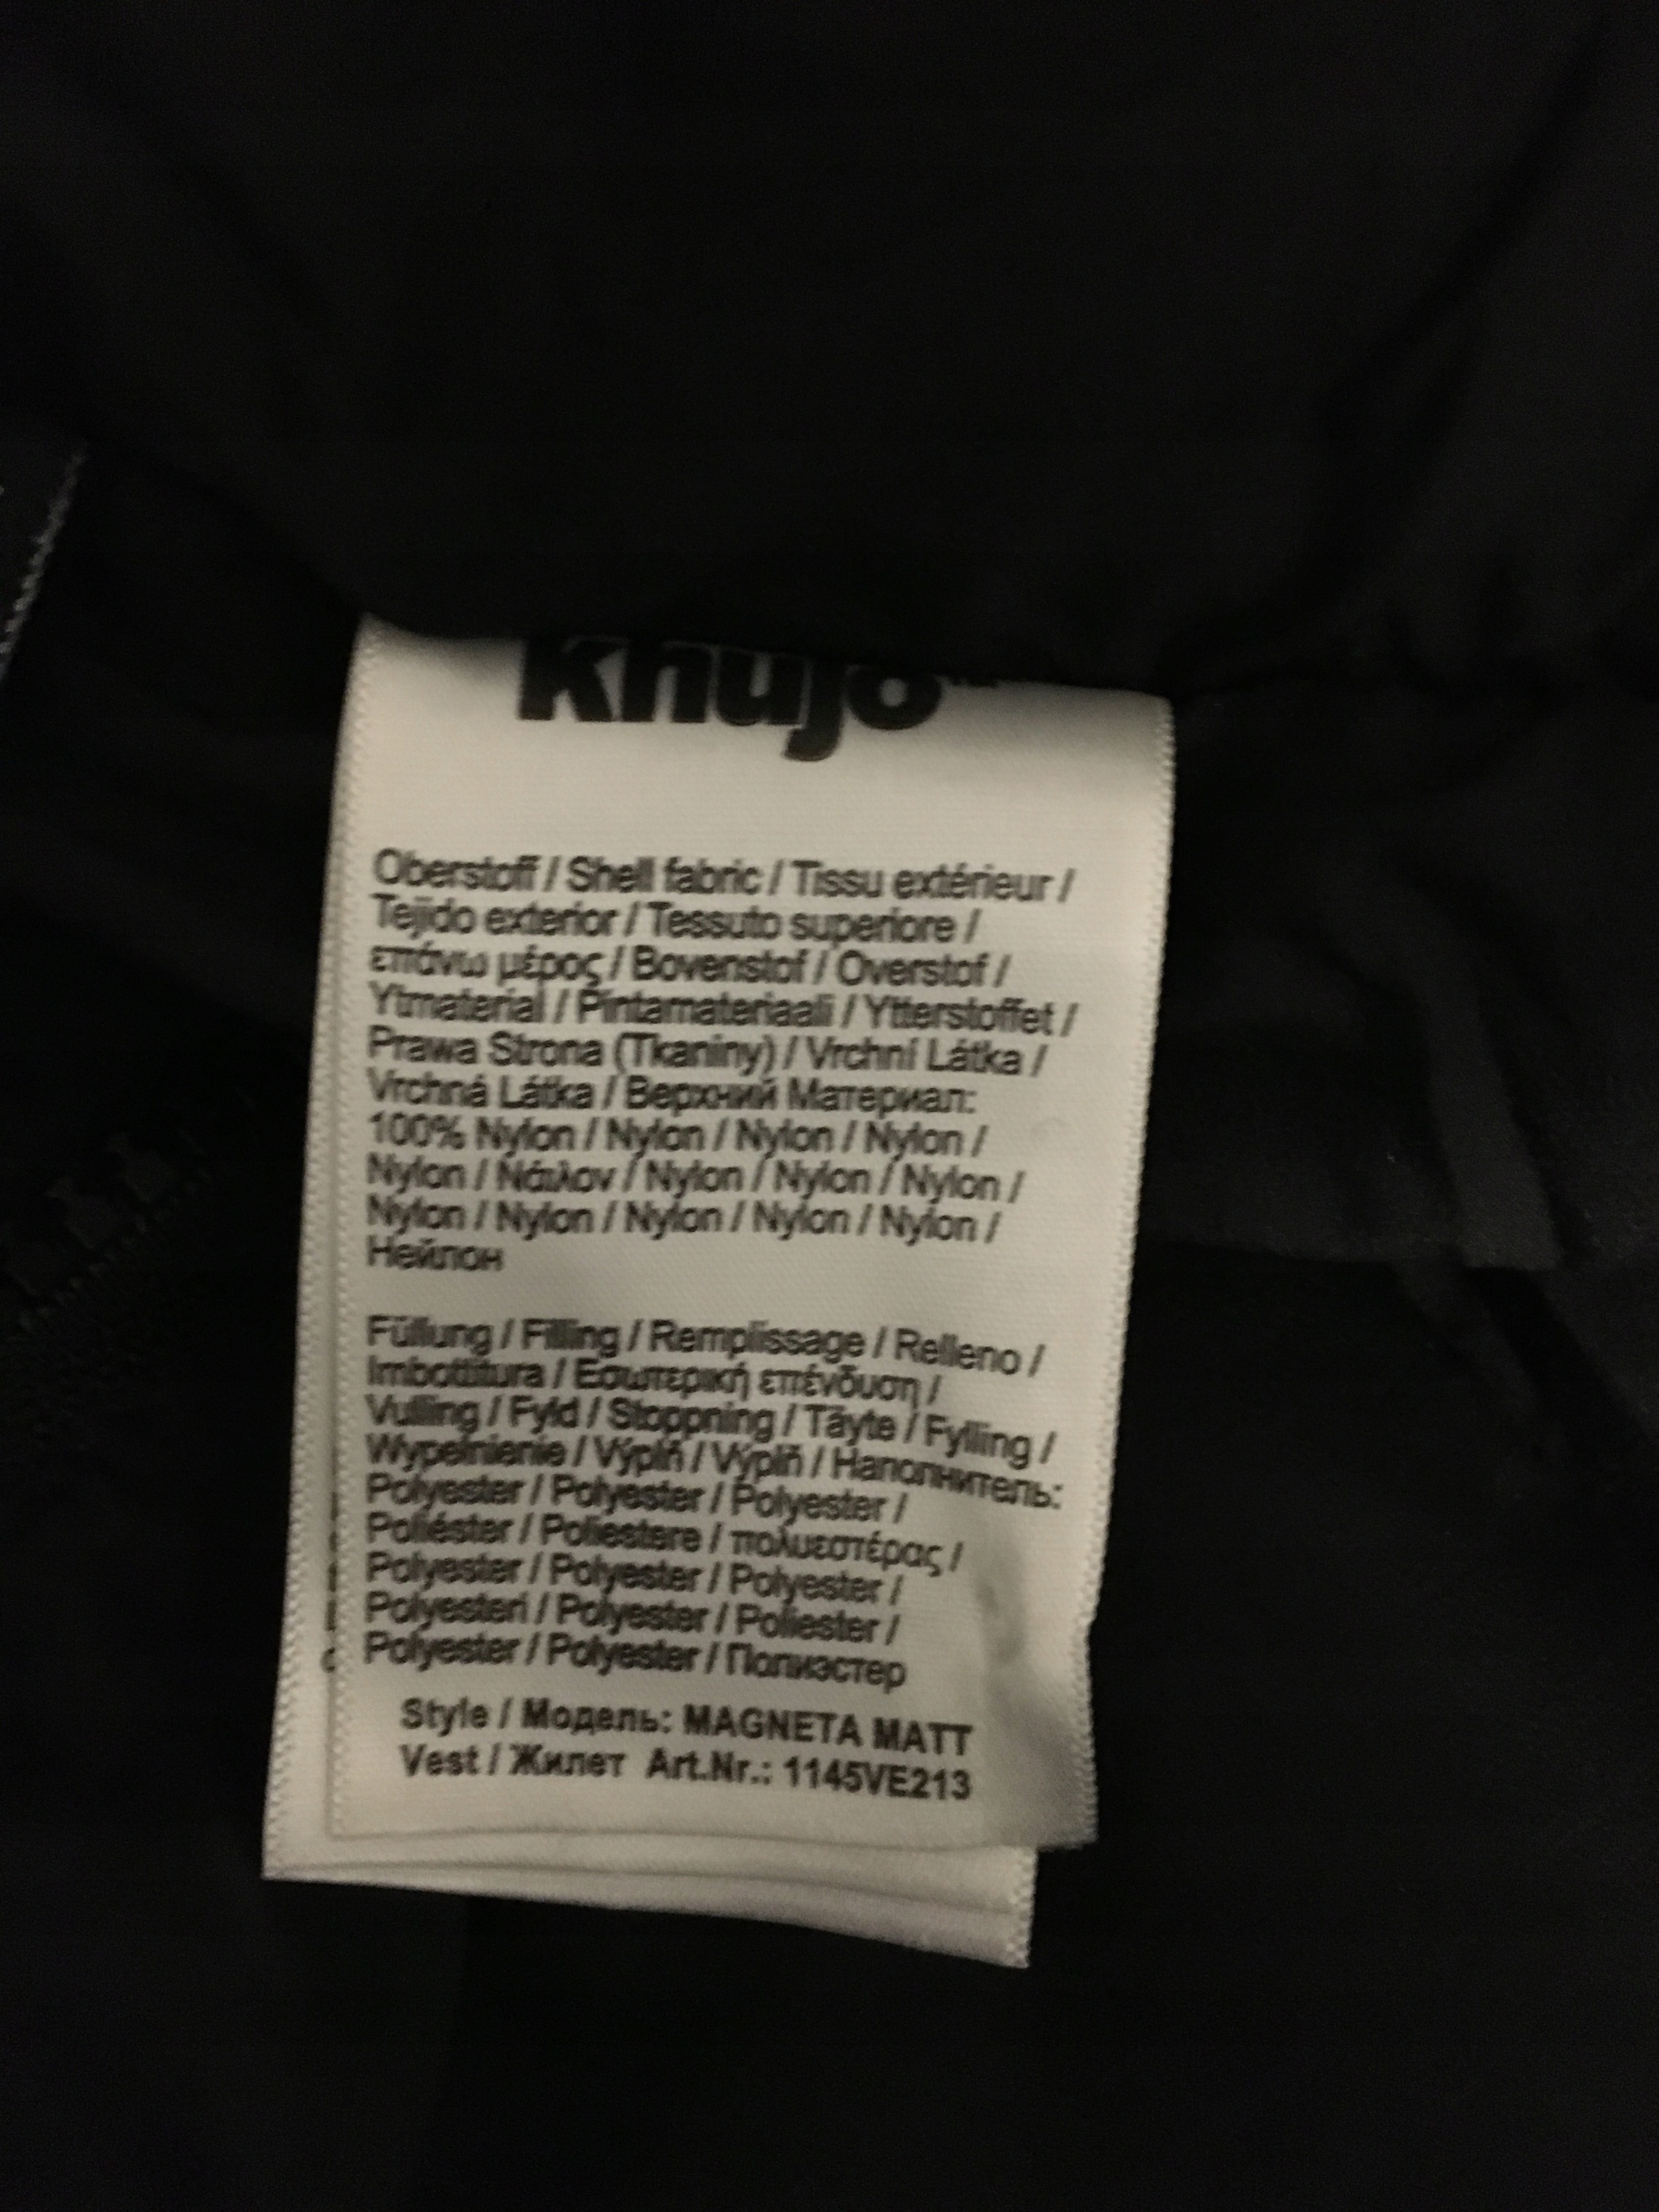 khujo™
Oberstoff / Shell fabric / Tissu extérieur /
Tejido exterior / Tessuto superiore /
επάνω μέρος / Bovenstof / Overstof /
Ytmaterial / Pintamateriaali / Ytterstoffet /
Prawa Strona (Tkaniny) / Vrchní Látka /
Vrchná Látka / Верхний Материал:
100% Nylon / Nylon / Nylon / Nylon /
Nylon / Νάιλον / Nylon / Nylon / Nylon /
Nylon / Nylon / Nylon / Nylon / Nylon /
Нейлон
Füllung / Filling / Remplissage / Relleno /
Imbottitura / Εσωτερική επένδυση /
Vulling / Fyld / Stoppning / Täyte / Fylling /
Wypełnienie / Výplň / Výplň / Наполнитель:
Polyester / Polyester / Polyester /
Poliéster / Poliestere / πολυεστέρας /
Polyester / Polyester / Polyester /
Polyesteri / Polyester / Poliester /
Polyester / Polyester / Полиэстер
Style / Модель: MAGNETA MATT
Vest / Жилет Art.Nr.: 1145VE213